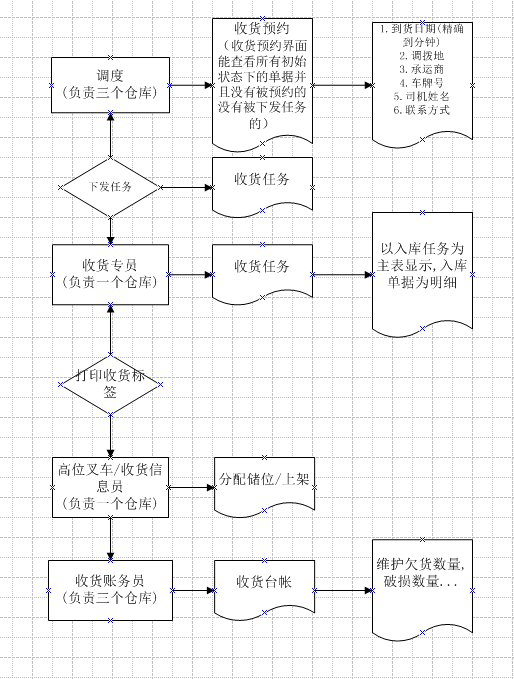 收货预约
(收货预约界面
能查看所有初始
状态下的单据并
且没有被预约的
没有被下发任务
的)
1.到货日期(精确
到分钟)
2.调拨地
3.承运商
4.车牌号
5.司机姓名
6.联系方式
调度
(负责三个仓库)
下发任务
收货任务
收货专员
(负责一个仓库)
收货任务
以入库任务为
主表显示,入库
单据为明细
打印收货标
签
高位叉车/收货信
息员
(负责一个仓库)
分配储位/上架
收货账务员
(负责三个仓库)
收货台帐
维护欠货数量,
破损数量...